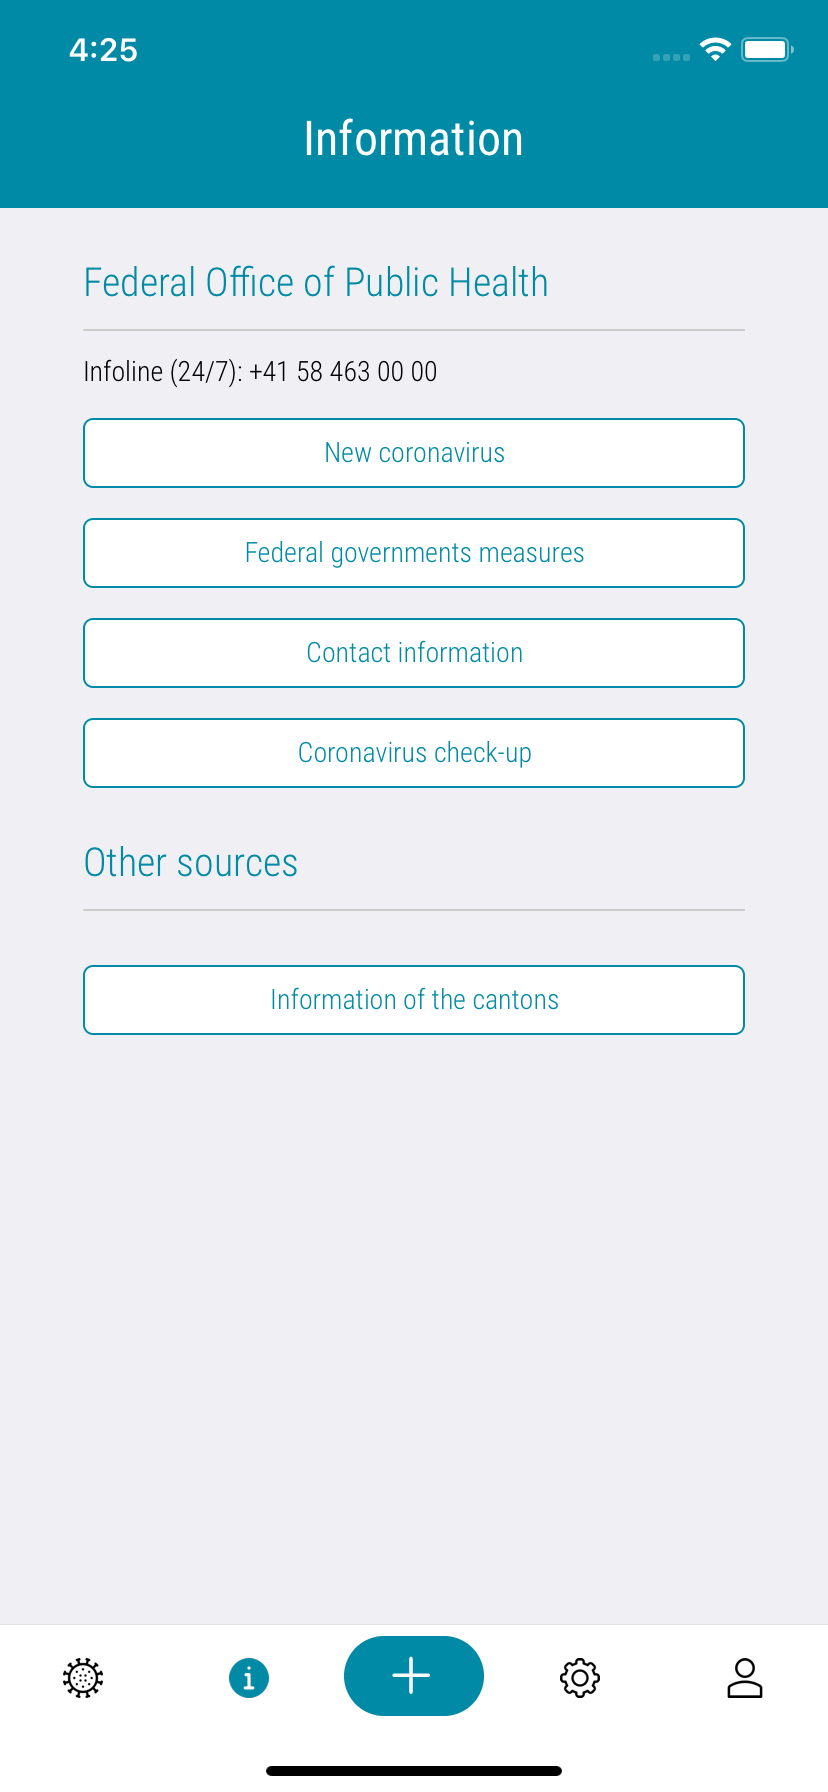 4:25
Information
Federal Office of Public Health
Infoline (24/7): +41 58 463 00 00
New coronavirus
Federal governments measures
Contact information
Coronavirus check-up
Other sources
Information of the cantons